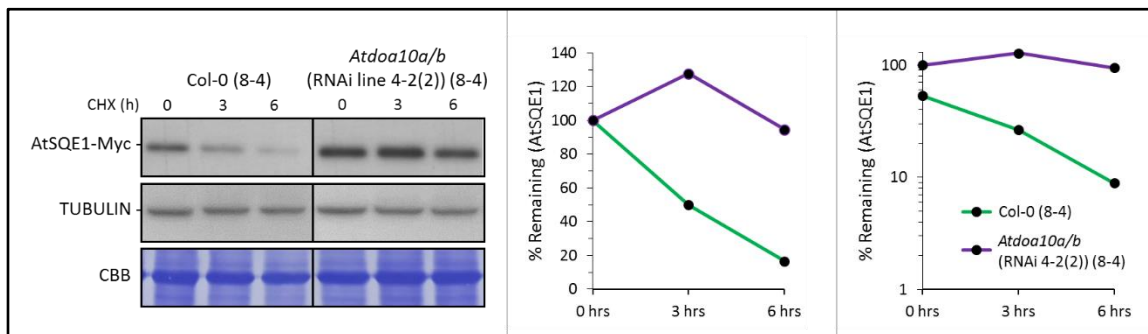 Atdoa10a/b
Col-0 (8-4) (RNAi line 4-2(2)) (8-4)
CHX (h) 0 3 6 0 3 6
AtSQE1-Myc
TUBULIN
CBB
% Remaining (AtSQE1)
140
120
100
80
60
40
20
0
0 hrs 3 hrs 6 hrs
% Remaining (AtSQE1)
100
10
1
Col-0 (8-4)
Atdoa10a/b
(RNAi 4-2(2)) (8-4)
0 hrs 3 hrs 6 hrs